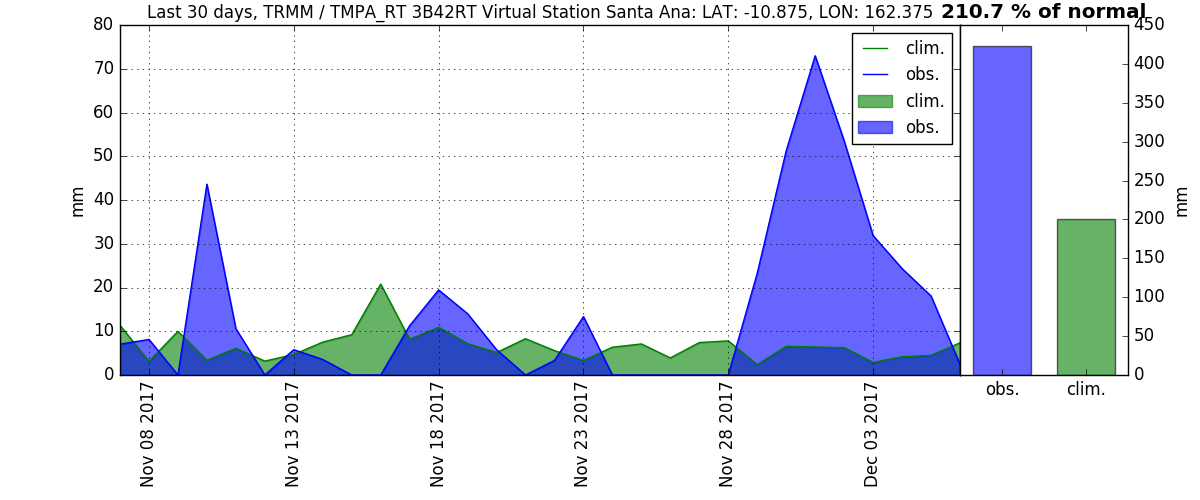 Last 30 days, TRMM / TMPA_RT 3B42RT Virtual Station Santa Ana: LAT: -10.875, LON: 162.375 210.7 % of normal
80
70
60
50
40
30
20
10
0
mm
clim.
obs.
clim.
obs.
450
400
350
300
250
200
150
100
50
0
mm
Nov 08 2017
Nov 13 2017
Nov 18 2017
Nov 23 2017
Nov 28 2017
Dec 03 2017
obs. clim.